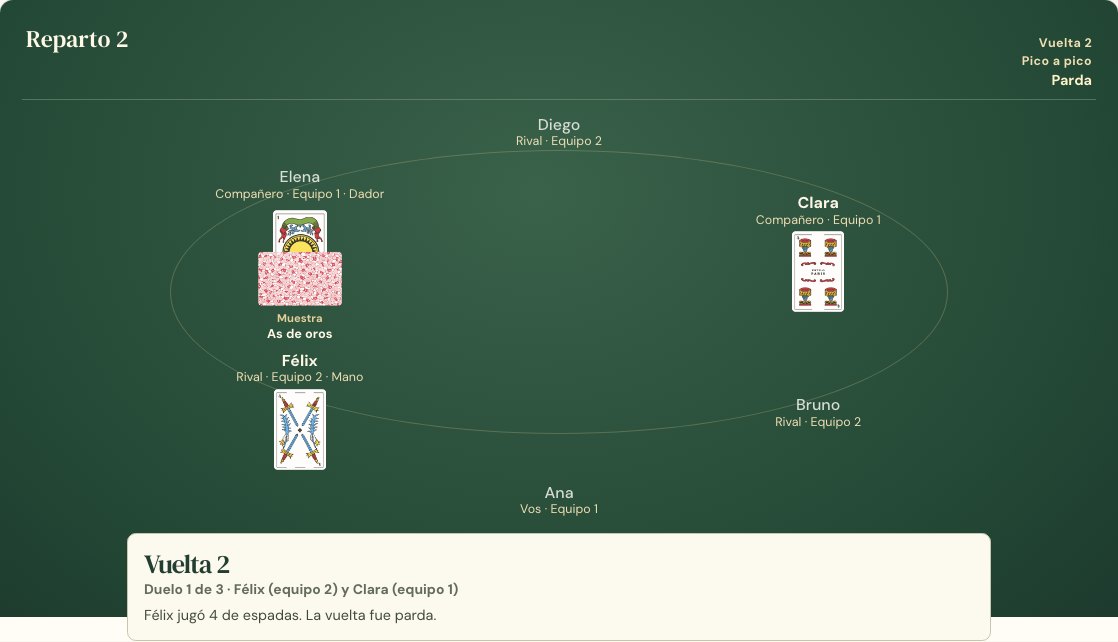 Reparto 2
Vuelta 2
Pico a pico
Parda
Diego
Rival · Equipo 2
Elena
Compañero · Equipo 1 · Dador
Clara
Compañero · Equipo 1
Muestra
As de oros
Félix
Rival · Equipo 2 · Mano
Bruno
Rival · Equipo 2
Ana
Vos · Equipo 1
Vuelta 2
Duelo 1 de 3 · Félix (equipo 2) y Clara (equipo 1)
Félix jugó 4 de espadas. La vuelta fue parda.